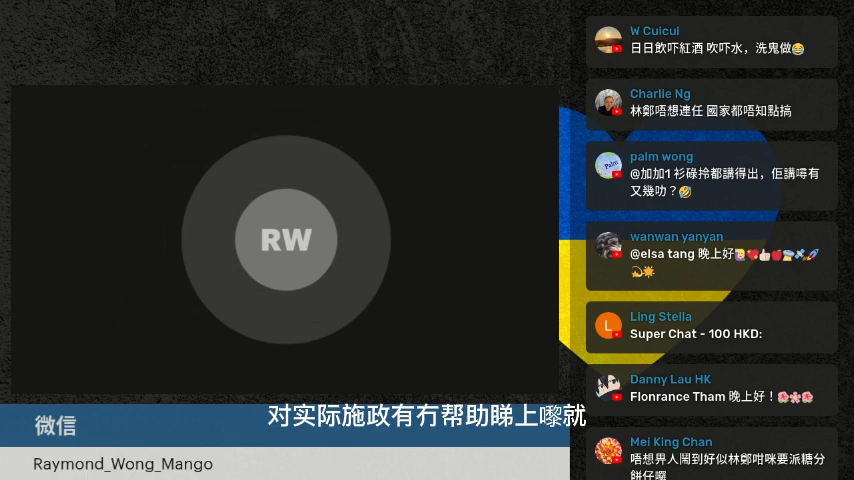 RW
对实际施政有冇帮助睇上嚟就
微信
Raymond_Wong_Mango
W Cuicui
日日飲吓紅酒 吹吓水，洗鬼做😂
Charlie Ng
林鄭唔想連任 國家都唔知點搞
palm wong
@加加1 衫碌拎都講得出，佢講嘚有
又幾叻？🤣
wanwan yanyan
@elsa tang 晚上好
Ling Stella
L
Super Chat - 100 HKD:
Danny Lau HK
Flonrance Tham 晚上好！🌺🌸🌺
Mei King Chan
唔想畀人鬧到好似林鄭咁咪要派糖分
餅仔囉